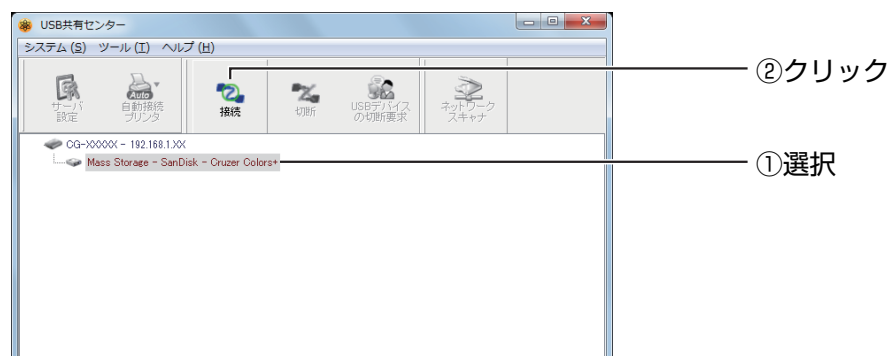 USB共有センター
システム (S) ツール (T) ヘルプ (H)
サーバ
設定
Auto
自動接続
プリンタ
接続
切断
USBデバイス
の切断要求
ネットワーク
スキャナ
②クリック
CG-XXXXX - 192.168.1.XX
Mass Storage - SanDisk - Cruzer Colors+
①選択